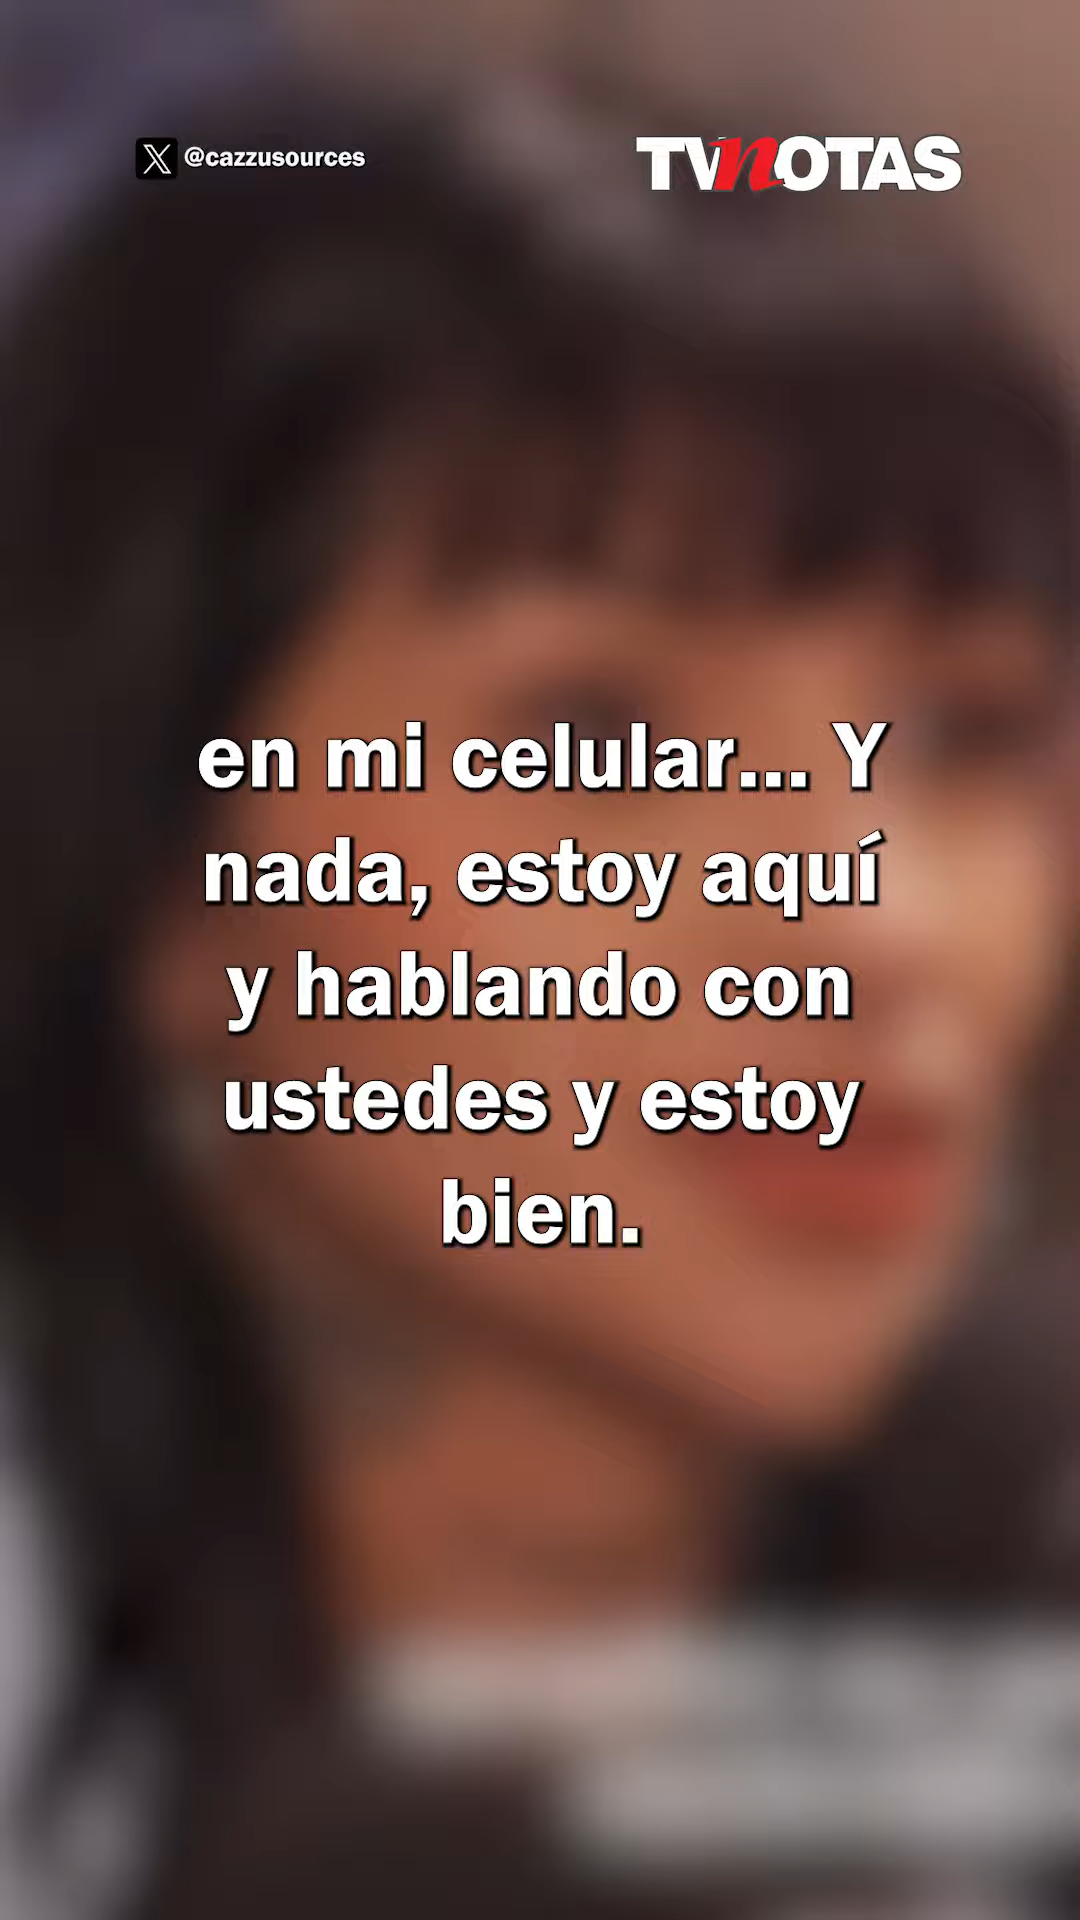 @cazzusources
TVnOTAS
en mi celular... Y
nada, estoy aquí
y hablando con
ustedes y estoy
bien.